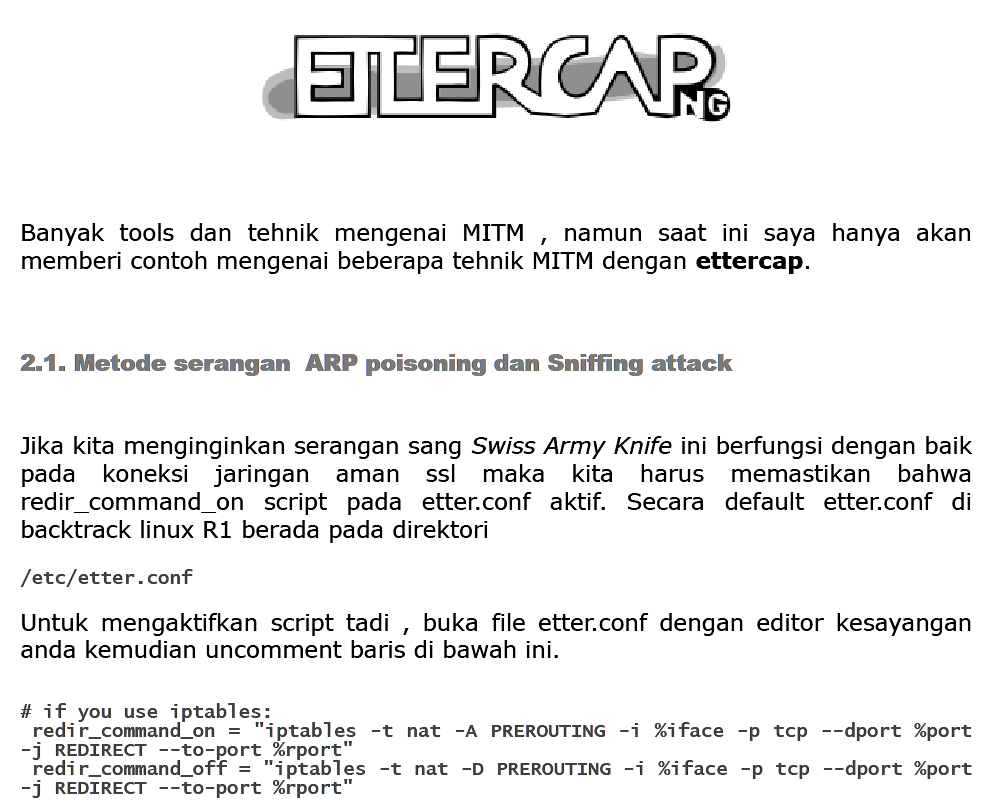 ETTERCAP NG
Banyak tools dan tehnik mengenai MITM , namun saat ini saya hanya akan
memberi contoh mengenai beberapa tehnik MITM dengan ettercap.
2.1. Metode serangan  ARP poisoning dan Sniffing attack
Jika kita menginginkan serangan sang Swiss Army Knife ini berfungsi dengan baik
pada koneksi jaringan aman ssl maka kita harus memastikan bahwa
redir_command_on script pada etter.conf aktif. Secara default etter.conf di
backtrack linux R1 berada pada direktori
/etc/etter.conf
Untuk mengaktifkan script tadi , buka file etter.conf dengan editor kesayangan
anda kemudian uncomment baris di bawah ini.
# if you use iptables:
 redir_command_on = "iptables -t nat -A PREROUTING -i %iface -p tcp --dport %port
-j REDIRECT --to-port %rport"
 redir_command_off = "iptables -t nat -D PREROUTING -i %iface -p tcp --dport %port
-j REDIRECT --to-port %rport"